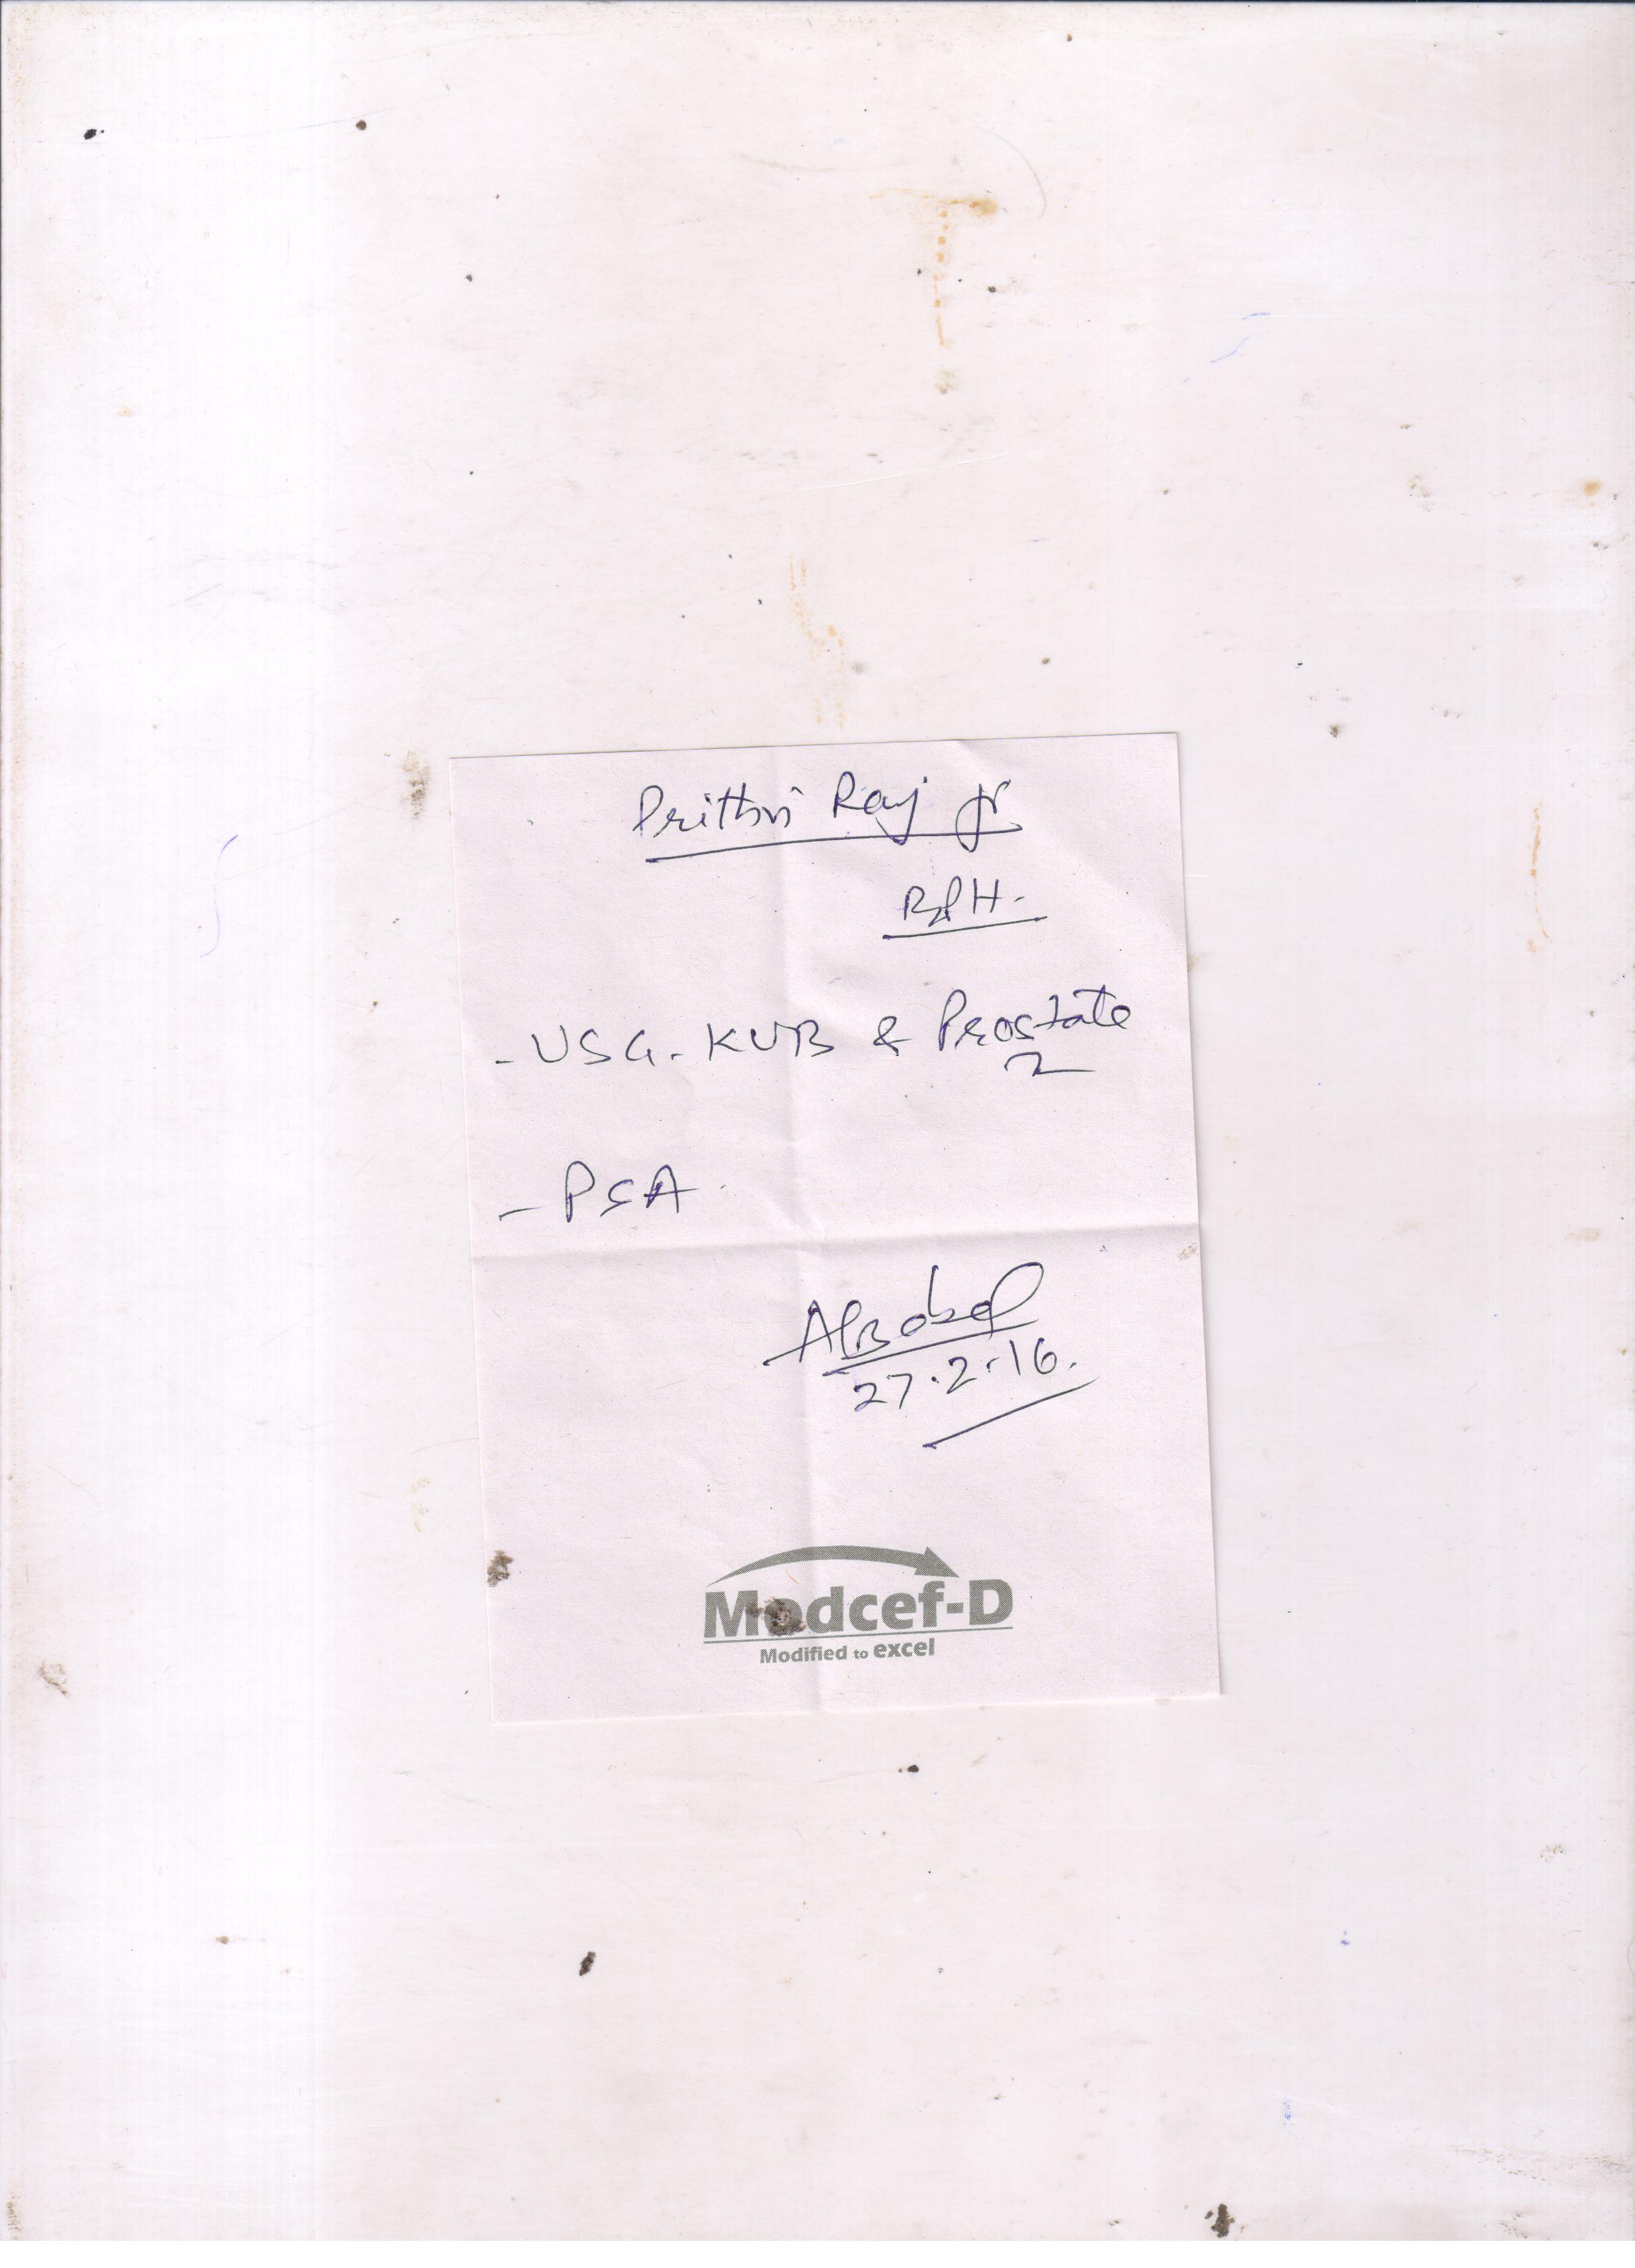 Prithvi Raj Jr
BPH.
- USG. KUB & Prostate
- PSA.
27.2.16.
Modcef-D
Modified to excel